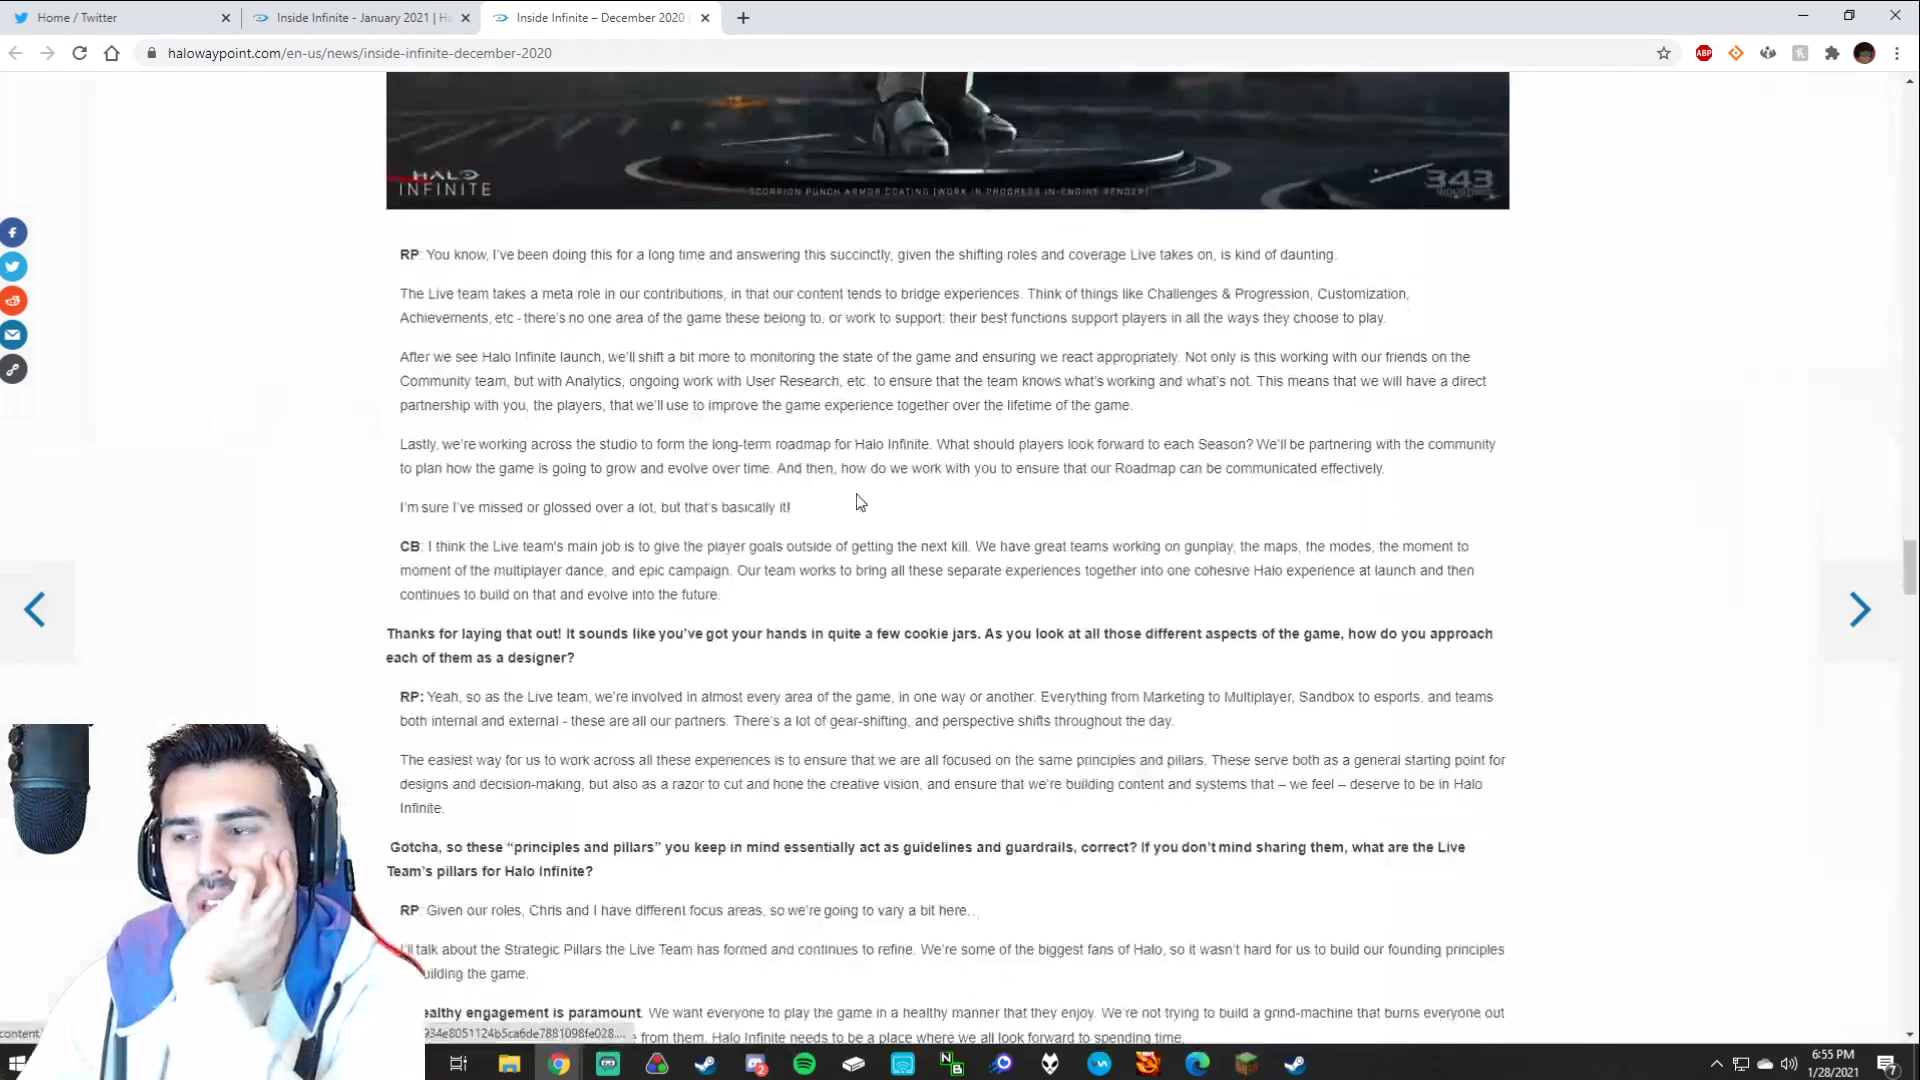 Home / Twitter
Inside Infinite - January 2021 | Ha
Inside Infinite – December 2020
halowaypoint.com/en-us/news/inside-infinite-december-2020
ABP
HALO
INFINITE
SCORPION PUNCH ARMOR COATING [WORK IN PROGRESS IN-ENGINE RENDER]
343
INDUSTRIES
RP: You know, I've been doing this for a long time and answering this succinctly, given the shifting roles and coverage Live takes on, is kind of daunting.
The Live team takes a meta role in our contributions, in that our content tends to bridge experiences. Think of things like Challenges & Progression, Customization,
Achievements, etc - there's no one area of the game these belong to, or work to support; their best functions support players in all the ways they choose to play.
After we see Halo Infinite launch, we'll shift a bit more to monitoring the state of the game and ensuring we react appropriately. Not only is this working with our friends on the
Community team, but with Analytics, ongoing work with User Research, etc. to ensure that the team knows what's working and what's not. This means that we will have a direct
partnership with you, the players, that we'll use to improve the game experience together over the lifetime of the game.
Lastly, we're working across the studio to form the long-term roadmap for Halo Infinite. What should players look forward to each Season? We'll be partnering with the community
to plan how the game is going to grow and evolve over time. And then, how do we work with you to ensure that our Roadmap can be communicated effectively.
I'm sure I've missed or glossed over a lot, but that's basically it!
CB: I think the Live team's main job is to give the player goals outside of getting the next kill. We have great teams working on gunplay, the maps, the modes, the moment to
moment of the multiplayer dance, and epic campaign. Our team works to bring all these separate experiences together into one cohesive Halo experience at launch and then
continues to build on that and evolve into the future.
Thanks for laying that out! It sounds like you've got your hands in quite a few cookie jars. As you look at all those different aspects of the game, how do you approach
each of them as a designer?
RP: Yeah, so as the Live team, we're involved in almost every area of the game, in one way or another. Everything from Marketing to Multiplayer, Sandbox to esports, and teams
both internal and external - these are all our partners. There's a lot of gear-shifting, and perspective shifts throughout the day.
The easiest way for us to work across all these experiences is to ensure that we are all focused on the same principles and pillars. These serve both as a general starting point for
designs and decision-making, but also as a razor to cut and hone the creative vision, and ensure that we're building content and systems that – we feel – deserve to be in Halo
Infinite.
Gotcha, so these “principles and pillars” you keep in mind essentially act as guidelines and guardrails, correct? If you don't mind sharing them, what are the Live
Team's pillars for Halo Infinite?
RP: Given our roles, Chris and I have different focus areas, so we're going to vary a bit here…
I'll talk about the Strategic Pillars the Live Team has formed and continues to refine. We're some of the biggest fans of Halo, so it wasn't hard for us to build our founding principles
uilding the game.
ealthy engagement is paramount. We want everyone to play the game in a healthy manner that they enjoy. We're not trying to build a grind-machine that burns everyone out
content
934e8051124b5ca6de7881098fe028....
from them. Halo Infinite needs to be a place where we all look forward to spending time.
6:55 PM
1/28/2021